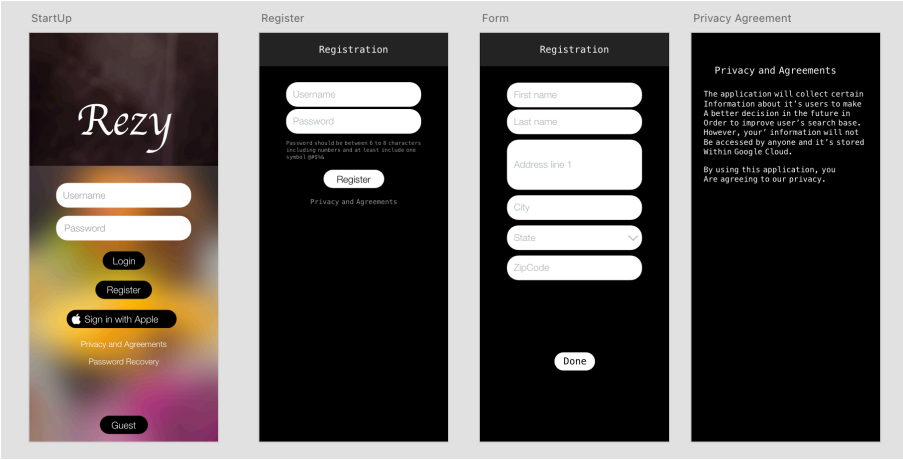 StartUp
Rezy
Username
Password
Login
Register
Sign in with Apple
Privacy and Agreements
Password Recovery
Guest
Register
Registration
Username
Password
Password should be between 6 to 8 characters
including numbers and at least include one
symbol @#$%&
Register
Privacy and Agreements
Form
Registration
First name
Last name
Address line 1
City
State
ZipCode
Done
Privacy Agreement
Privacy and Agreements
The application will collect certain
Information about it's users to make
A better decision in the future in
Order to improve user's search base.
However, your' information will not
Be accessed by anyone and it's stored
Within Google Cloud.
By using this application, you
Are agreeing to our privacy.